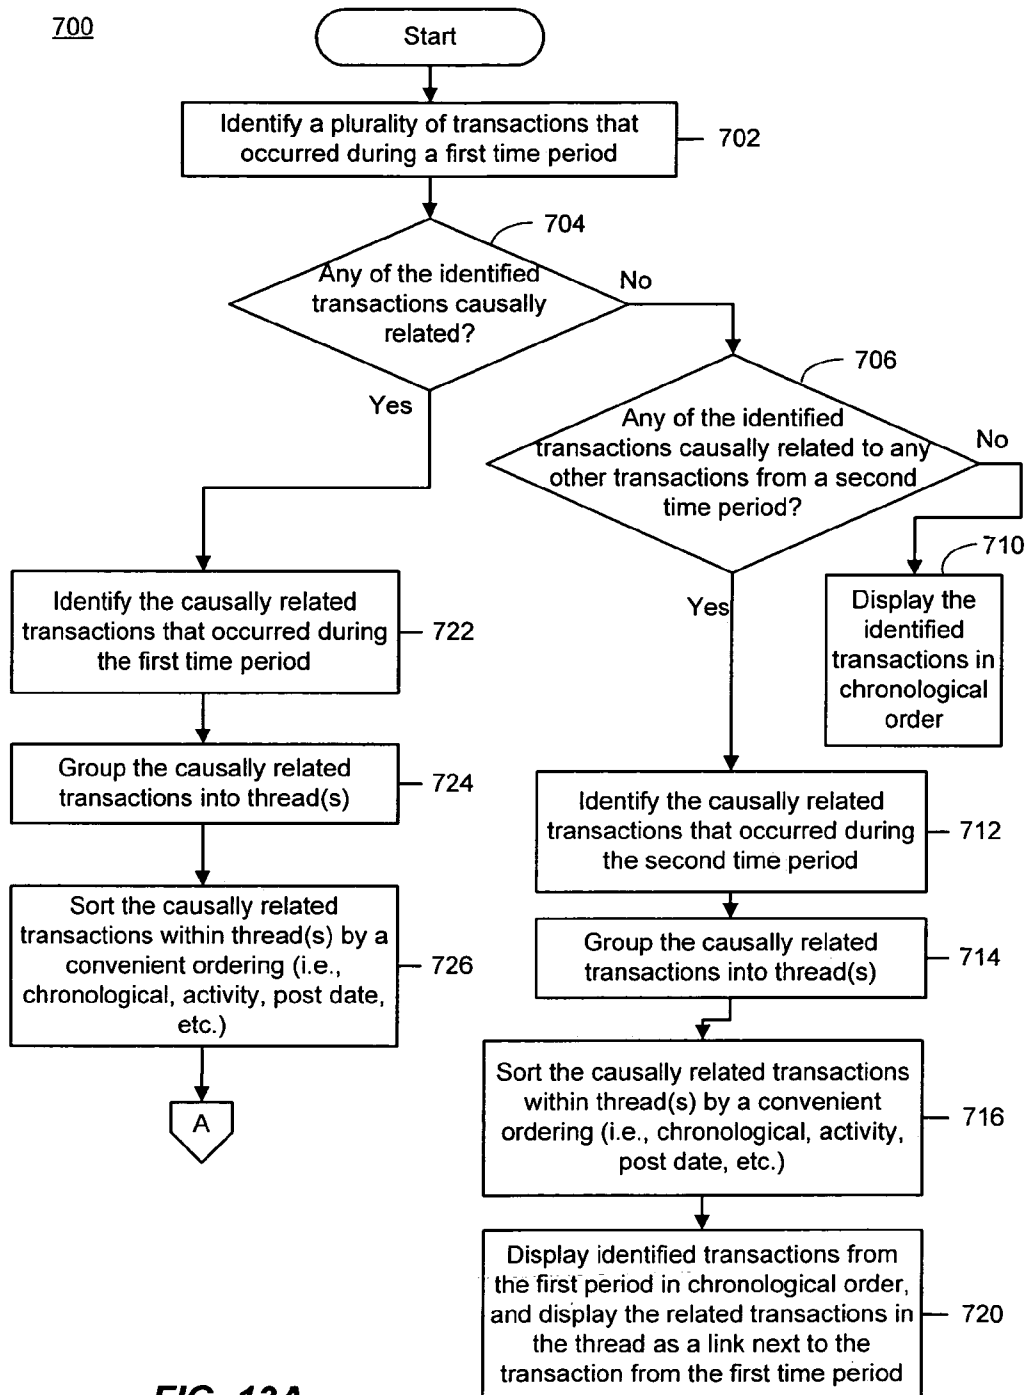 700
Start
Identify a plurality of transactions that
occurred during a first time period
702
704
Any of the identified
transactions causally
related?
No
Yes
706
Any of the identified
transactions causally related to any
other transactions from a second
time period?
No
Yes
710
Display the
identified
transactions in
chronological
order
Identify the causally related
transactions that occurred during
the first time period
722
Group the causally related
transactions into thread(s)
724
Sort the causally related
transactions within thread(s) by a
convenient ordering (i.e.,
chronological, activity, post date,
etc.)
726
A
Identify the causally related
transactions that occurred during
the second time period
712
Group the causally related
transactions into thread(s)
714
Sort the causally related transactions
within thread(s) by a convenient
ordering (i.e., chronological, activity,
post date, etc.)
716
Display identified transactions from
the first period in chronological order,
and display the related transactions in
the thread as a link next to the
transaction from the first time period
720
FIG. 13A